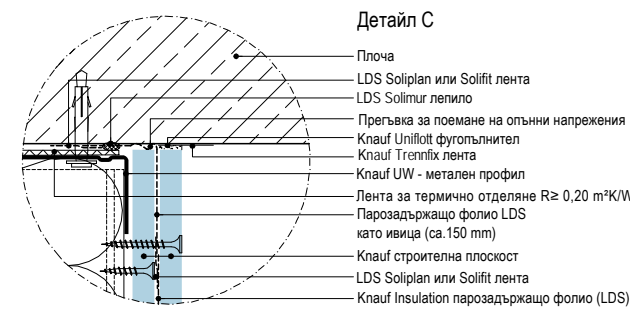 Детайл C
Плоча
LDS Soliplan или Solifit лента
LDS Solimur лепило
Прегъвка за поемане на опънни напрежения
Knauf Uniflott фугопълнител
Knauf Trennfix лента
Knauf UW - метален профил
Лента за термично отделяне R≥ 0,20 m²K/W
Парозадържащо фолио LDS
като ивица (ca.150 mm)
Knauf строителна плоскост
LDS Soliplan или Solifit лента
Knauf Insulation парозадържащо фолио (LDS)